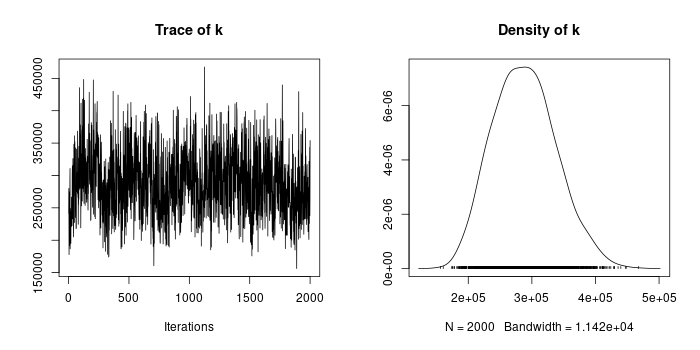 Trace of k
450000
350000
250000
150000
0
500
1000
1500
2000
Iterations
Density of k
6e-06
4e-06
2e-06
0e+00
2e+05
3e+05
4e+05
5e+05
N = 2000 Bandwidth = 1.142e+04